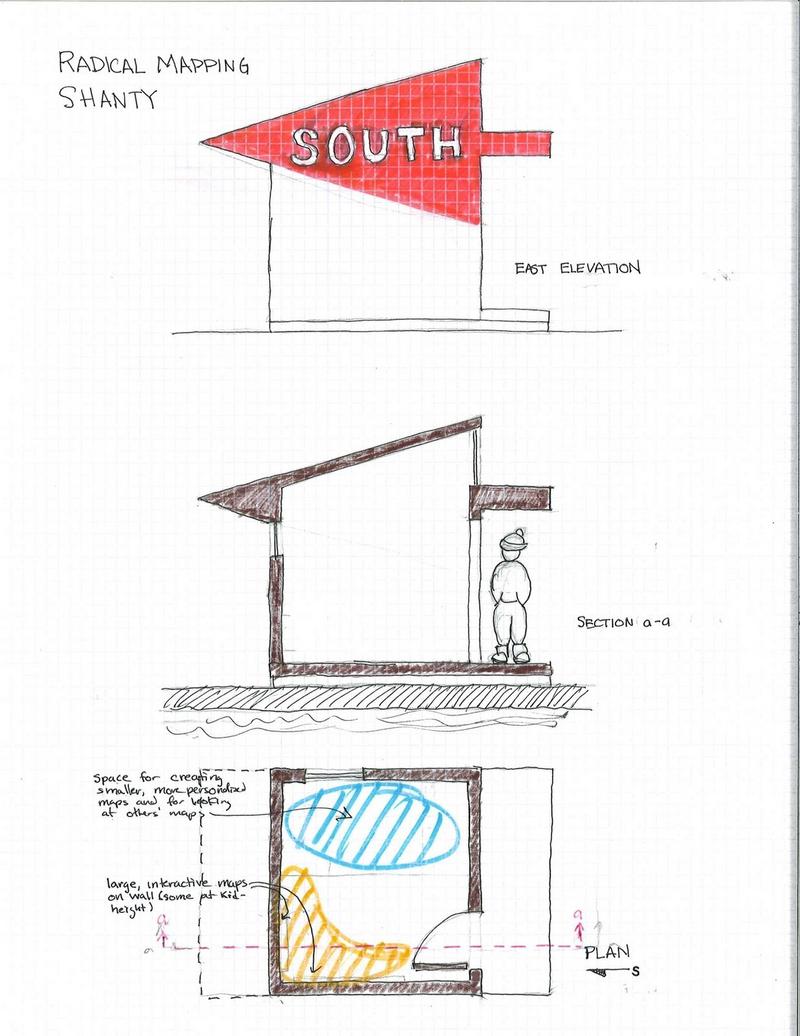 RADICAL MAPPING
SHANTY
SOUTH
EAST ELEVATION
SECTION a-a
space for creating
smaller, more personalized
maps and for looking
at others' maps
large, interactive maps
on wall (some at kid-
height)
a
a
a
PLAN
S